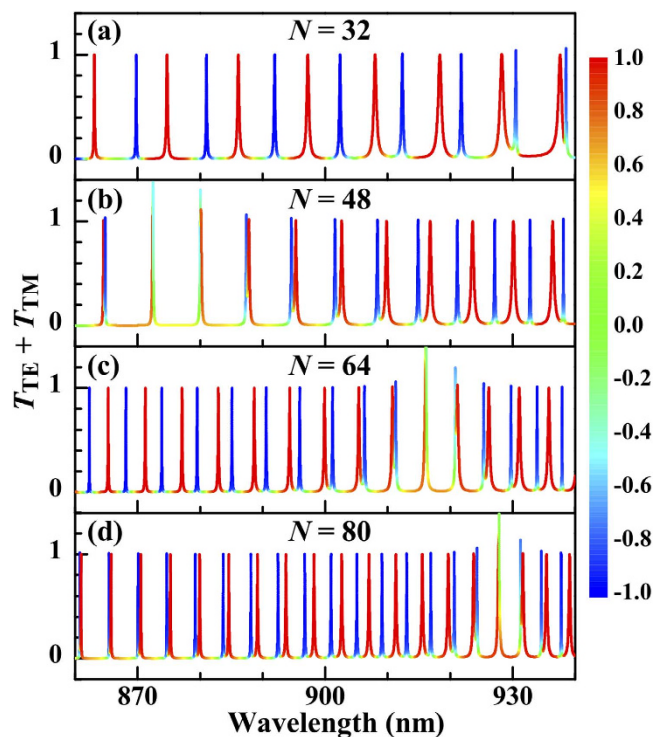 (a) N = 32
1
0
(b) N = 48
1
0
(c) N = 64
1
0
(d) N = 80
1
0
870 900 930
Wavelength (nm)
T_TE + T_TM
1.0
0.8
0.6
0.4
0.2
0.0
-0.2
-0.4
-0.6
-0.8
-1.0